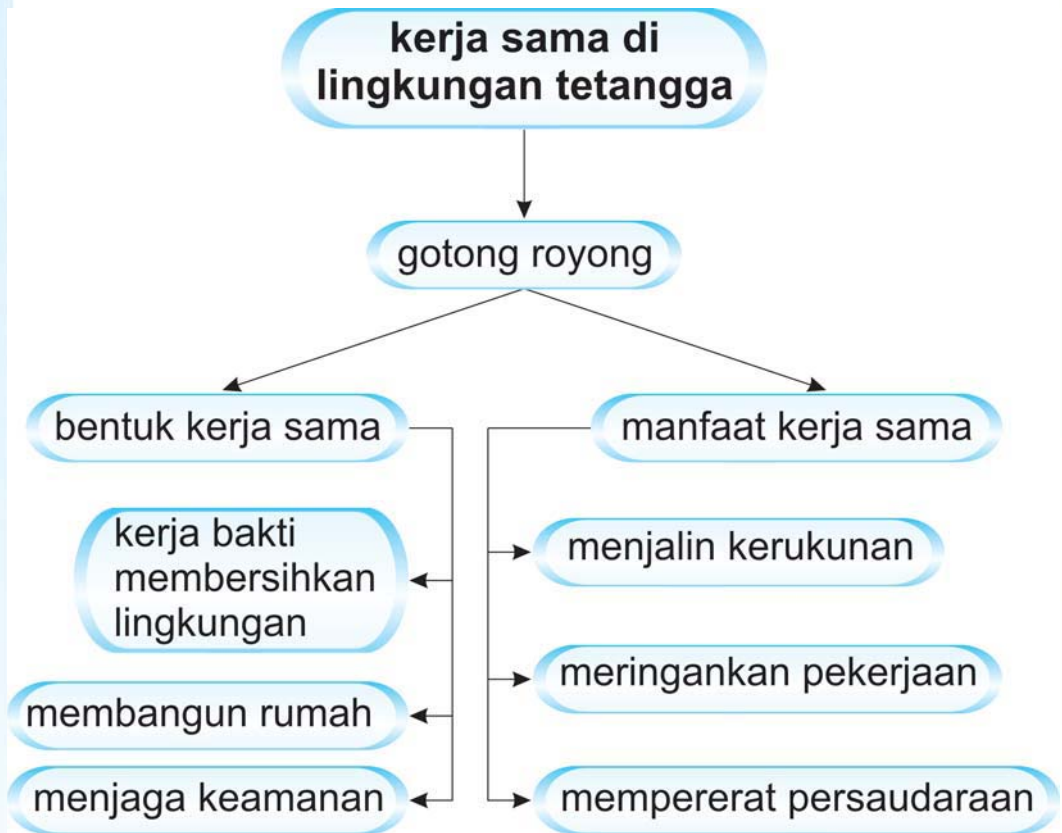 kerja sama di
lingkungan tetangga
gotong royong
bentuk kerja sama
kerja bakti
membersihkan
lingkungan
membangun rumah
menjaga keamanan
manfaat kerja sama
menjalin kerukunan
meringankan pekerjaan
mempererat persaudaraan